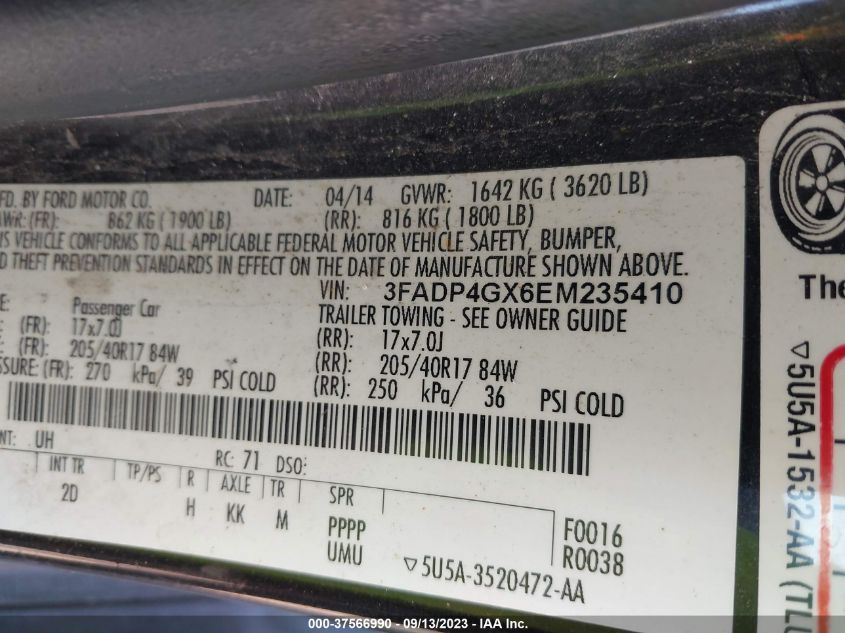 FD. BY FORD MOTOR CO. DATE: 04/14 GVWR: 1642 KG ( 3620 LB)
WR: (FR): 862 KG ( 1900 LB) (RR): 816 KG ( 1800 LB)
IS VEHICLE CONFORMS TO ALL APPLICABLE FEDERAL MOTOR VEHICLE SAFETY, BUMPER,
D THEFT PREVENTION STANDARDS IN EFFECT ON THE DATE OF MANUFACTURE SHOWN ABOVE.
VIN: 3FADP4GX6EM235410
E: Passenger Car TRAILER TOWING - SEE OWNER GUIDE
(FR): 17x7.0J (RR): 17x7.0J
E: (FR): 205/40R17 84W (RR): 205/40R17 84W
SSURE: (FR): 270 kPa/ 39 PSI COLD (RR): 250 kPa/ 36 PSI COLD
NT: UH RC: 71 DSO:
INT TR TP/PS R AXLE TR SPR
2D H KK M PPPP F0016
UMU R0038
▽5U5A-3520472-AA
The
▽5U5A-1532-AA (TLU
000-37566990 - 09/13/2023 - IAAI Inc.